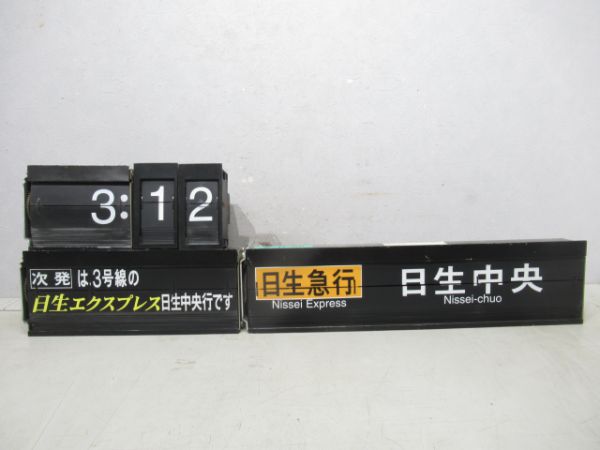 3:12
次発は3号線の
日生エクスプレス日生中央行です
日生急行
Nissei Express
日生中央
Nissei-chuo